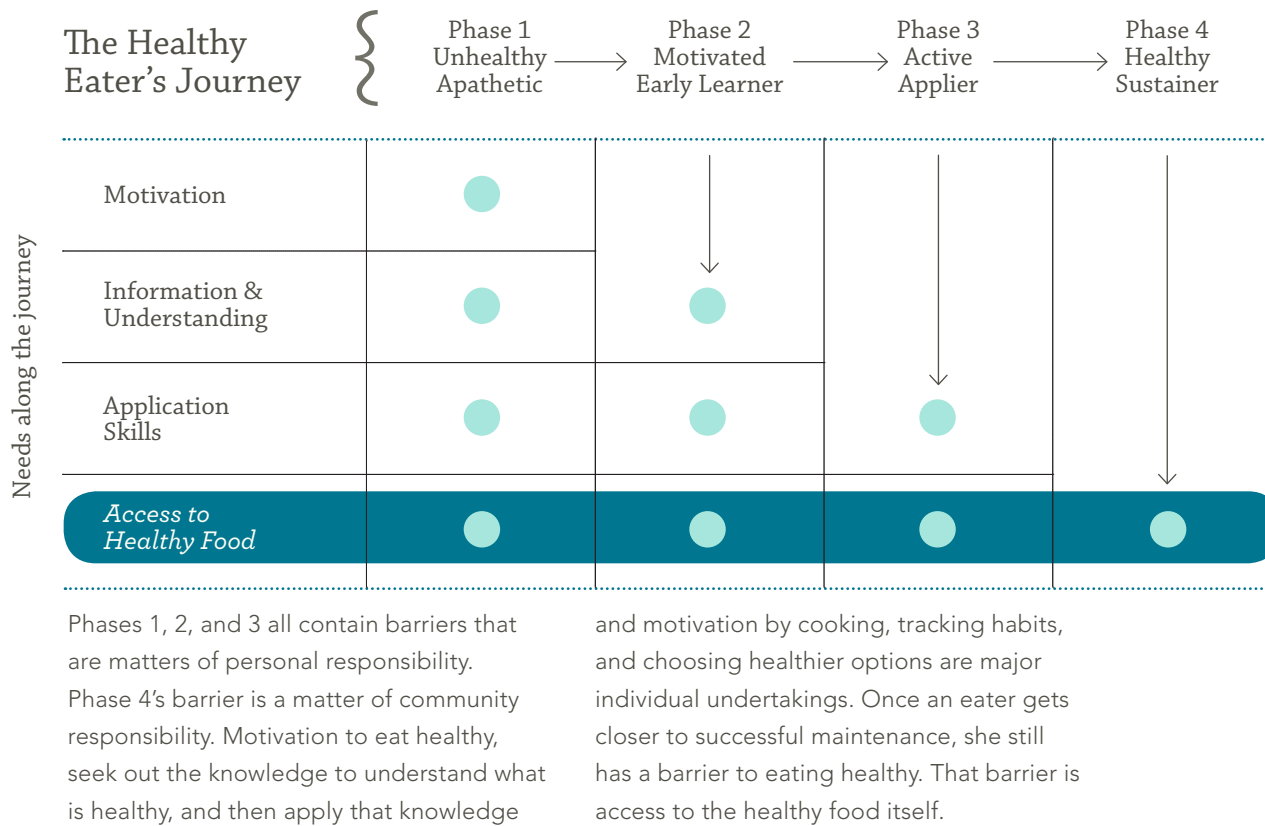 The Healthy
Eater's Journey
Phase 1
Unhealthy
Apathetic
Phase 2
Motivated
Early Learner
Phase 3
Active
Applier
Phase 4
Healthy
Sustainer
Needs along the journey
Motivation
Information &
Understanding
Application
Skills
Access to
Healthy Food
Phases 1, 2, and 3 all contain barriers that
are matters of personal responsibility.
Phase 4's barrier is a matter of community
responsibility. Motivation to eat healthy,
seek out the knowledge to understand what
is healthy, and then apply that knowledge
and motivation by cooking, tracking habits,
and choosing healthier options are major
individual undertakings. Once an eater gets
closer to successful maintenance, she still
has a barrier to eating healthy. That barrier is
access to the healthy food itself.